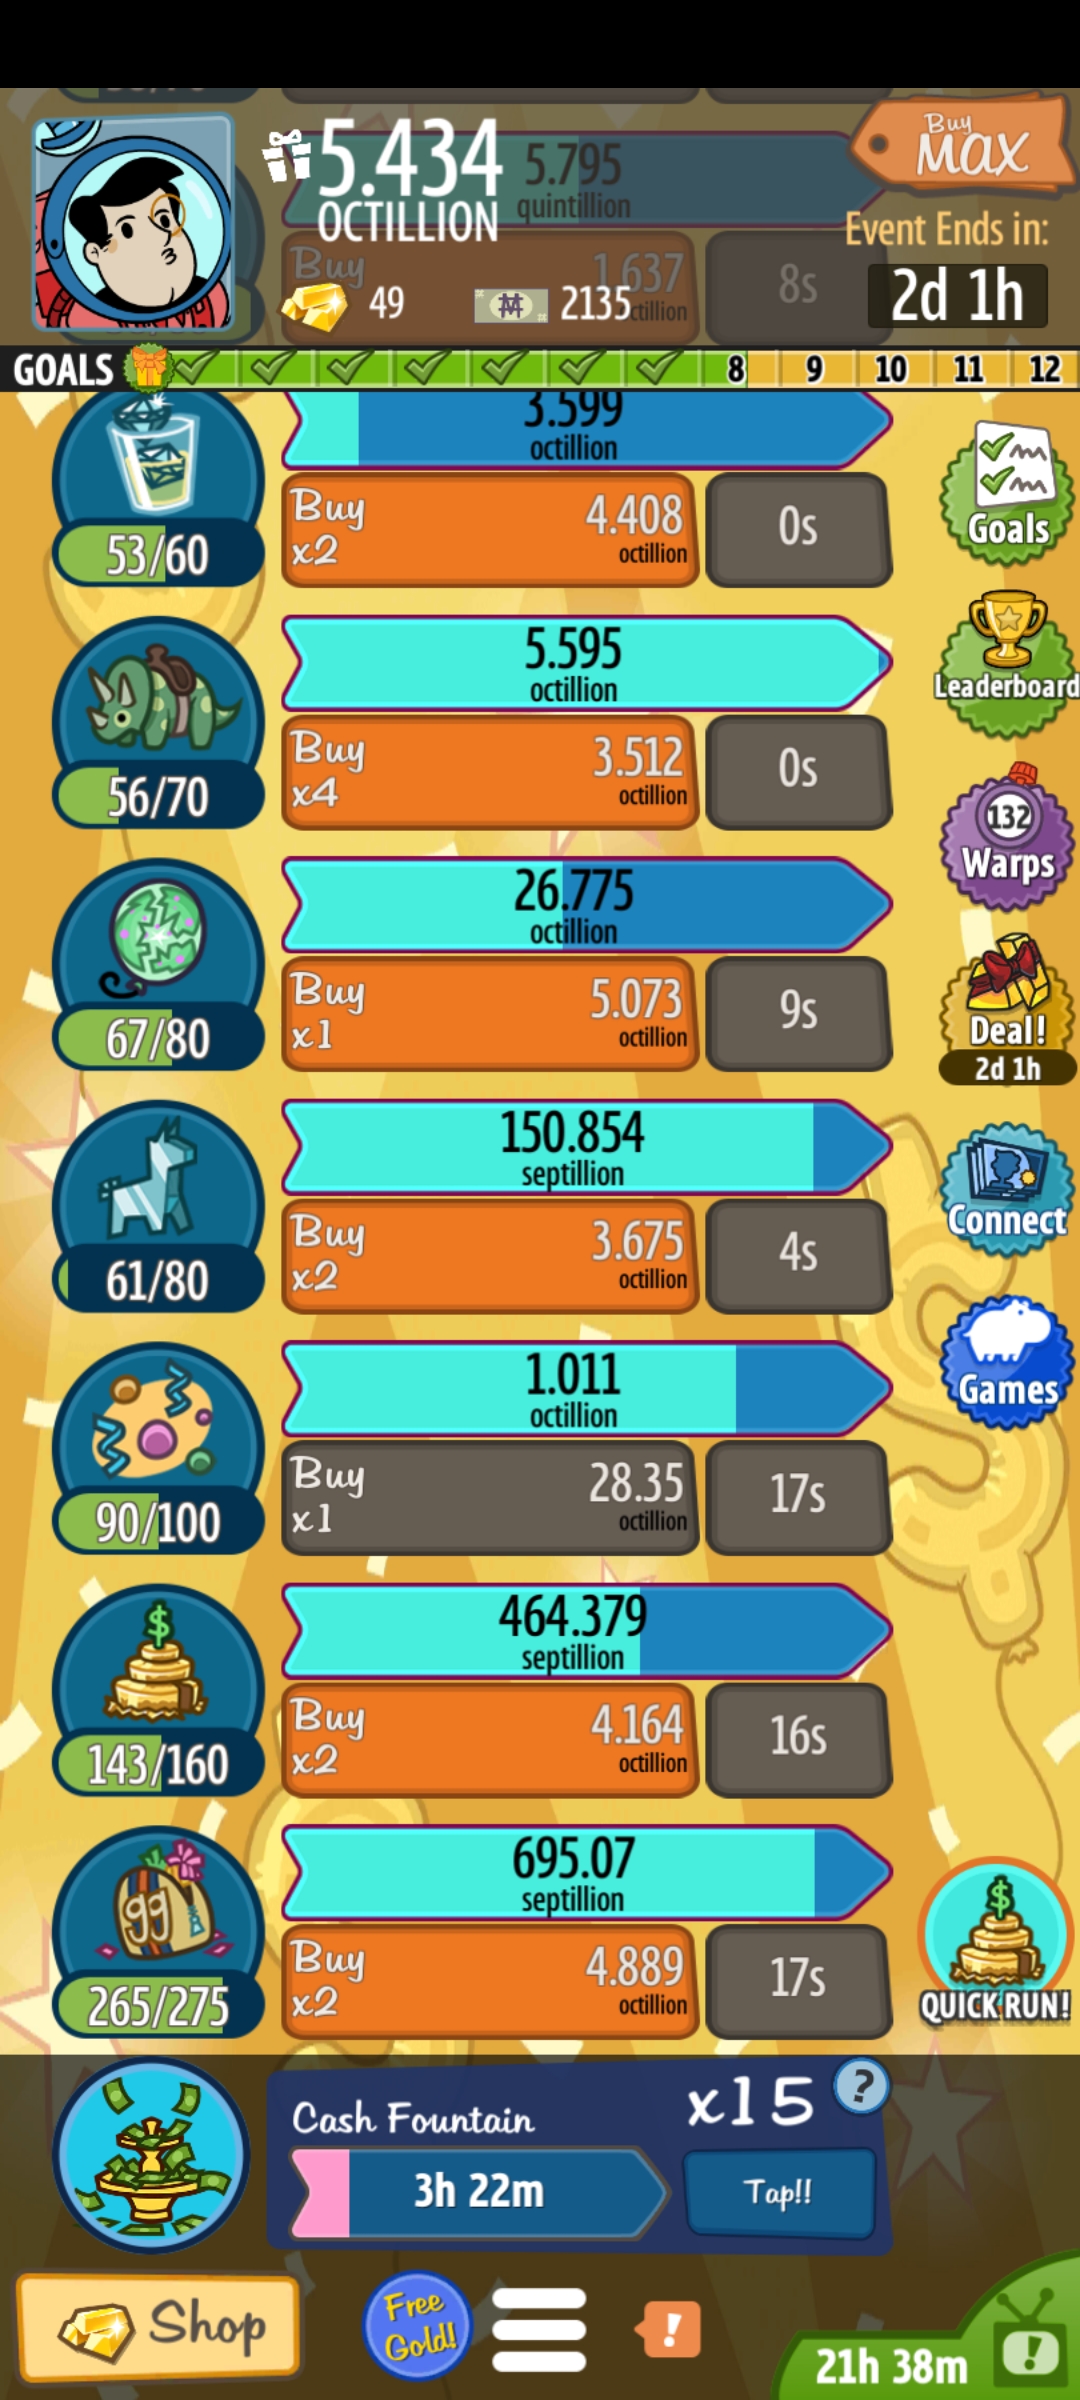 5.434
OCTILLION
5.795
quintillion
Buy
MAX
Event Ends in:
2d 1h
Buy
1.637
8s
49
2135
GOALS
8
9
10
11
12
3.599
octillion
53/60
Buy
x2
4.408
octillion
0s
Goals
5.595
octillion
56/70
Buy
x4
3.512
octillion
0s
Leaderboard
26.775
octillion
67/80
Buy
x1
5.073
octillion
9s
132
Warps
Deal!
2d 1h
150.854
septillion
61/80
Buy
x2
3.675
octillion
4s
Connect
1.011
octillion
90/100
Buy
x1
28.35
octillion
17s
Games
$
464.379
septillion
143/160
Buy
x2
4.164
octillion
16s
99
695.07
septillion
265/275
Buy
x2
4.889
octillion
17s
$
QUICK RUN!
Cash Fountain
x15
?
3h 22m
Tap!!
Shop
Free
Gold!
!
21h 38m
!